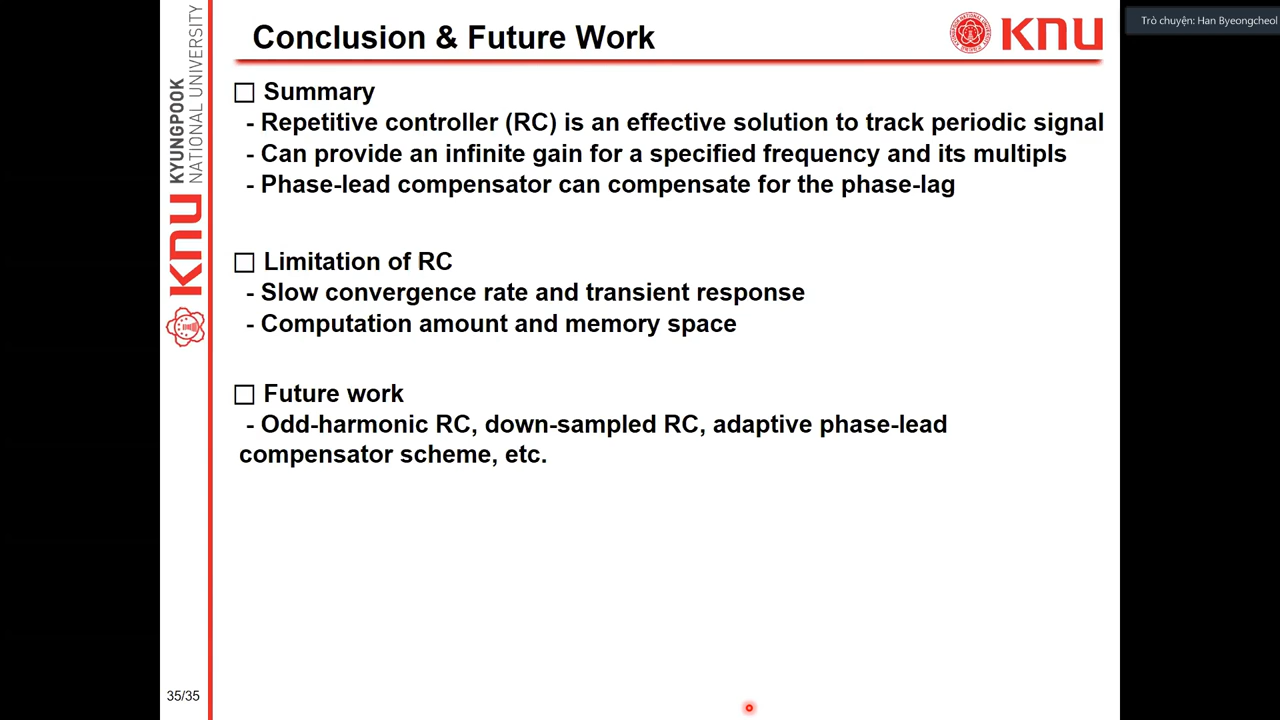 Conclusion & Future Work
KNU
Trò chuyện: Han Byeongcheol
KYUNGPOOK
NATIONAL UNIVERSITY
KNU
□ Summary
- Repetitive controller (RC) is an effective solution to track periodic signal
- Can provide an infinite gain for a specified frequency and its multipls
- Phase-lead compensator can compensate for the phase-lag
□ Limitation of RC
- Slow convergence rate and transient response
- Computation amount and memory space
□ Future work
- Odd-harmonic RC, down-sampled RC, adaptive phase-lead
compensator scheme, etc.
35/35